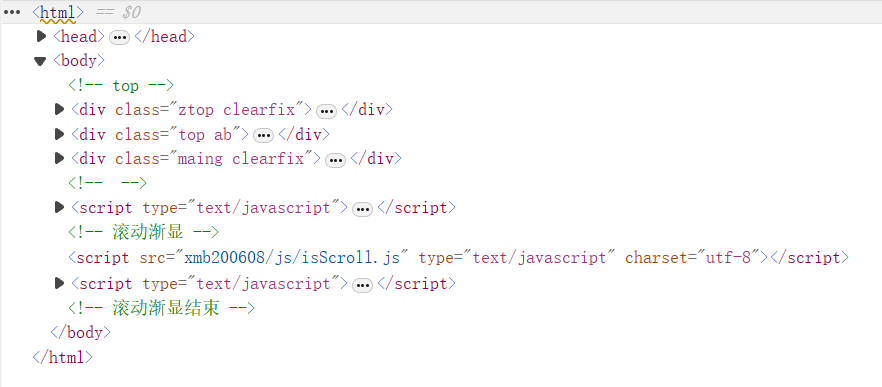 ••• <html> == $0
▶ <head> ••• </head>
▼ <body>
<!-- top -->
▶ <div class="ztop clearfix"> ••• </div>
▶ <div class="top ab"> ••• </div>
▶ <div class="maing clearfix"> ••• </div>
<!--  -->
▶ <script type="text/javascript"> ••• </script>
<!-- 滚动渐显 -->
<script src="xmb200608/js/isScroll.js" type="text/javascript" charset="utf-8"></script>
▶ <script type="text/javascript"> ••• </script>
<!-- 滚动渐显结束 -->
</body>
</html>